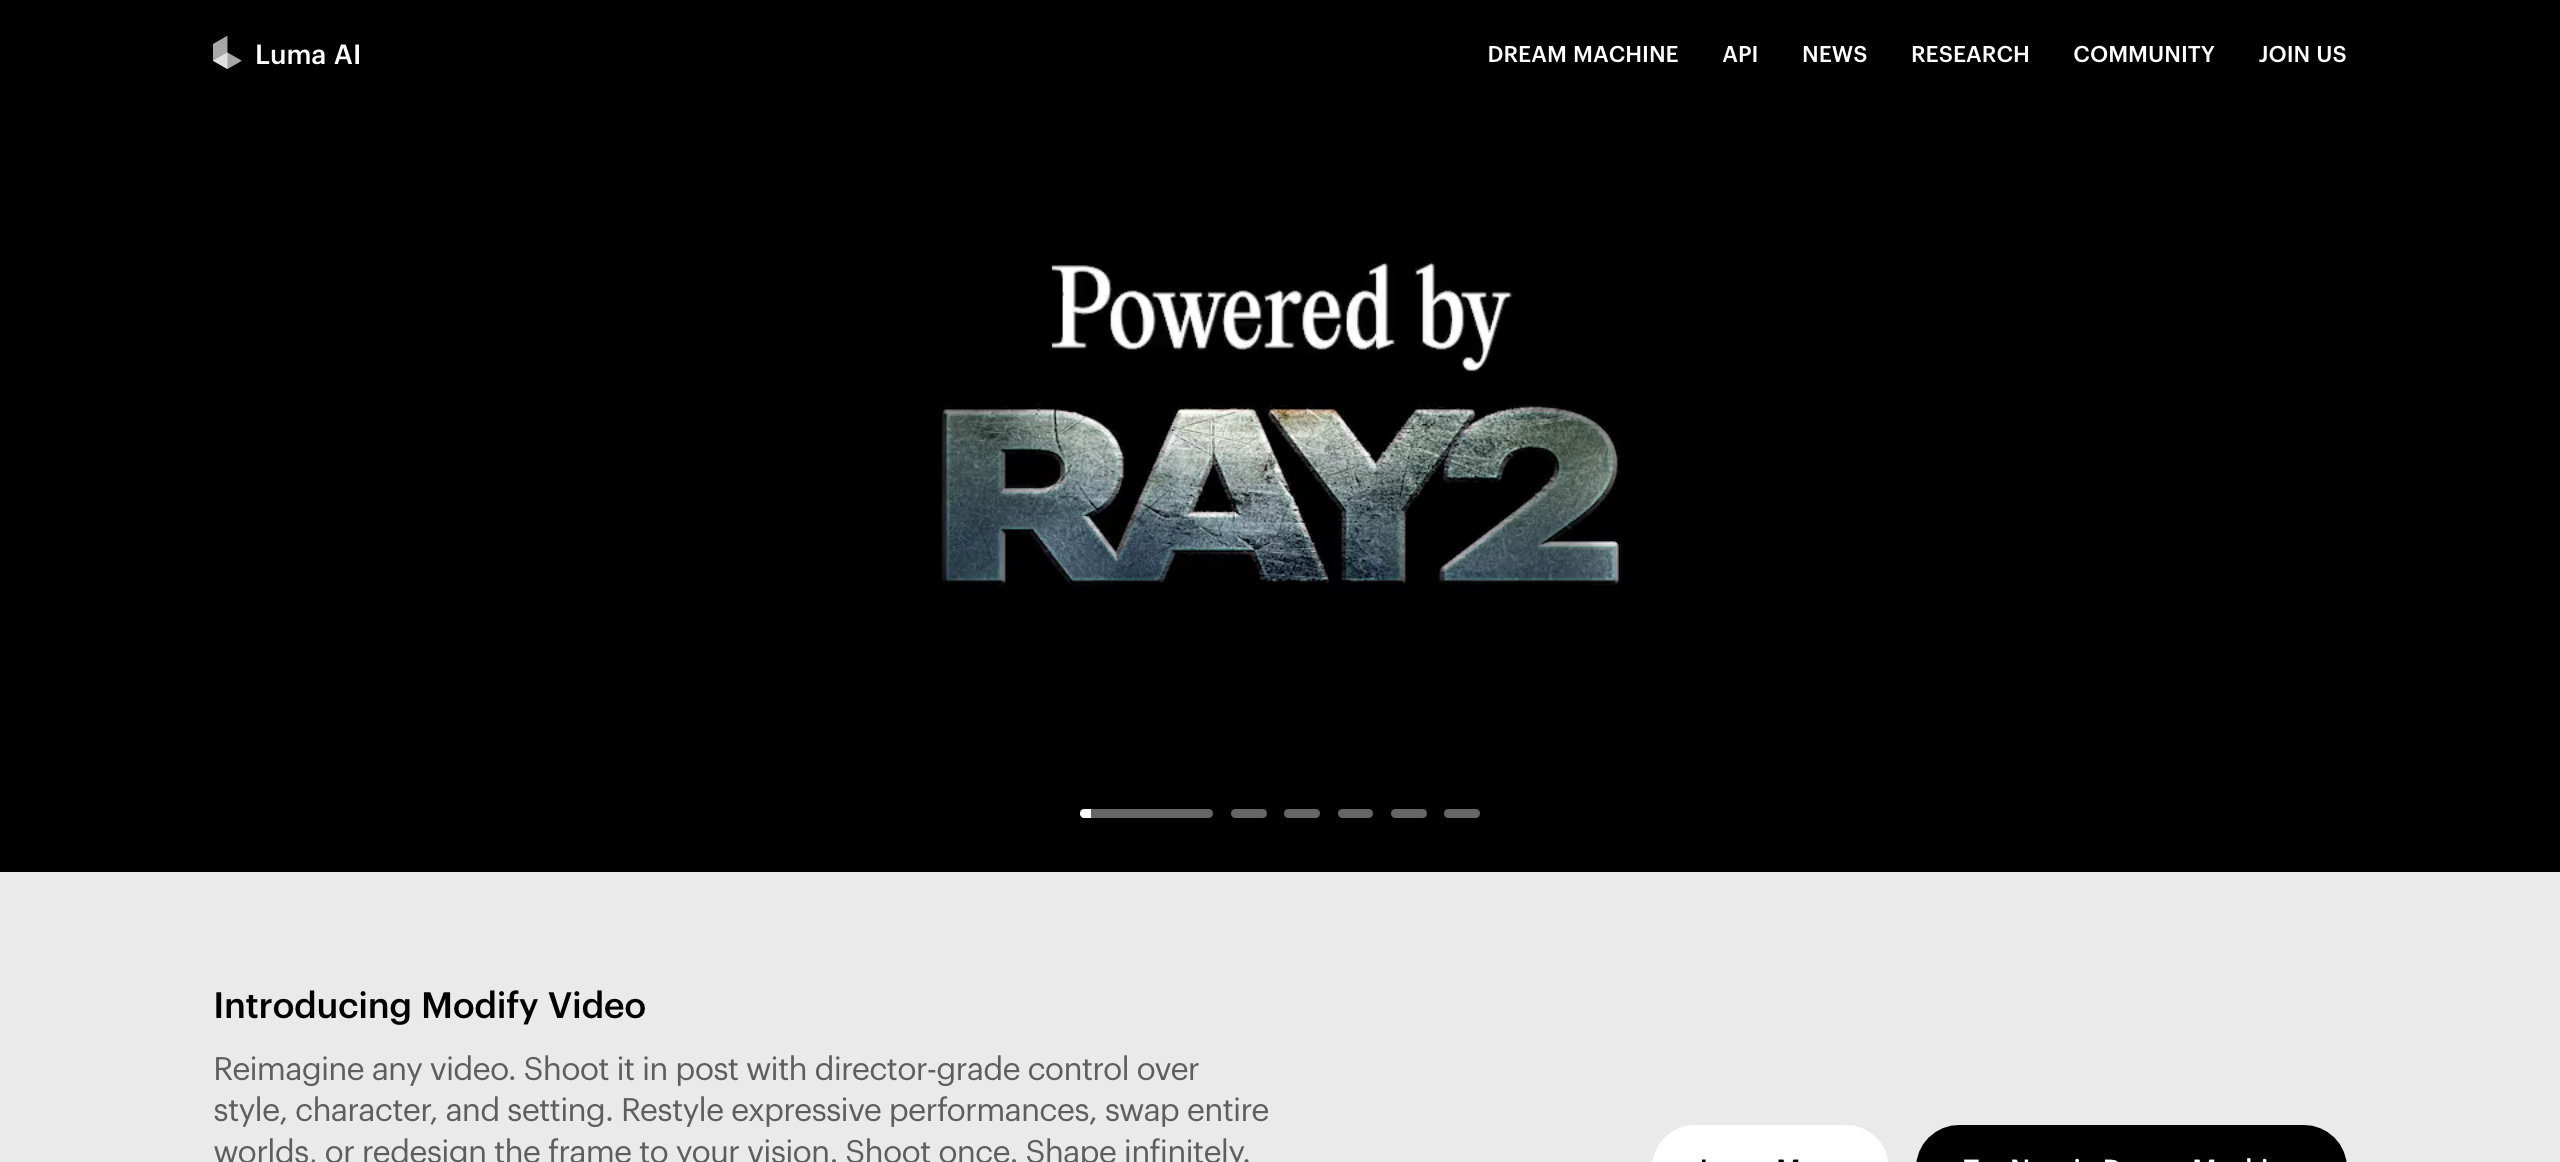 Luma AI
DREAM MACHINE
API
NEWS
RESEARCH
COMMUNITY
JOIN US
Powered by
RAY2
Introducing Modify Video
Reimagine any video. Shoot it in post with director-grade control over
style, character, and setting. Restyle expressive performances, swap entire
worlds, or redesign the frame to your vision. Shoot once. Shape infinitely.